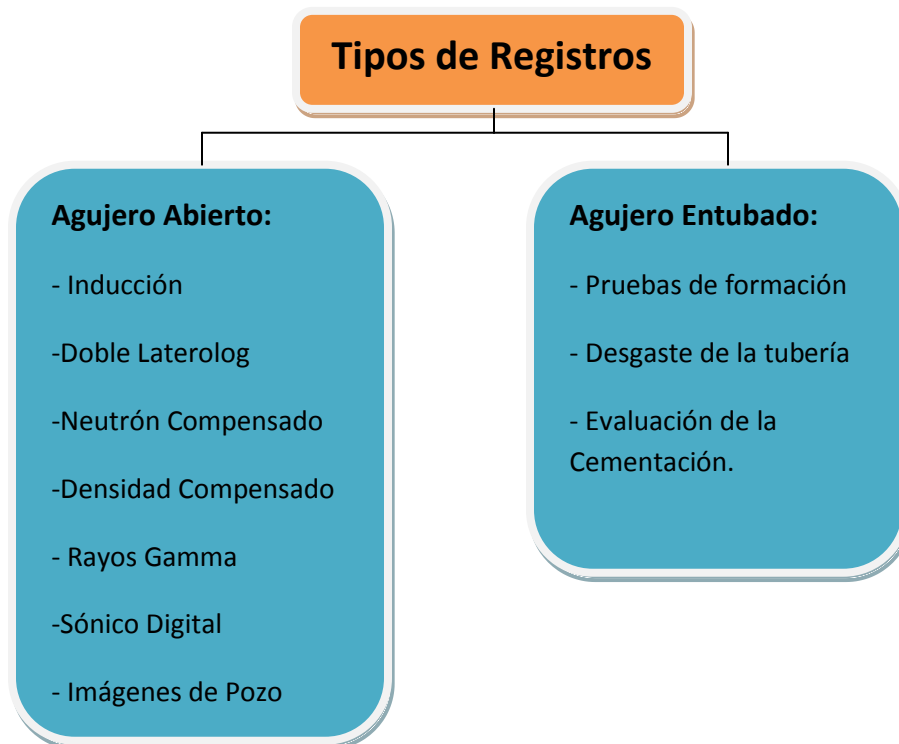 Tipos de Registros
Agujero Abierto:
- Inducción
-Doble Laterolog
-Neutrón Compensado
-Densidad Compensado
- Rayos Gamma
-Sónico Digital
- Imágenes de Pozo
Agujero Entubado:
- Pruebas de formación
- Desgaste de la tubería
- Evaluación de la
Cementación.